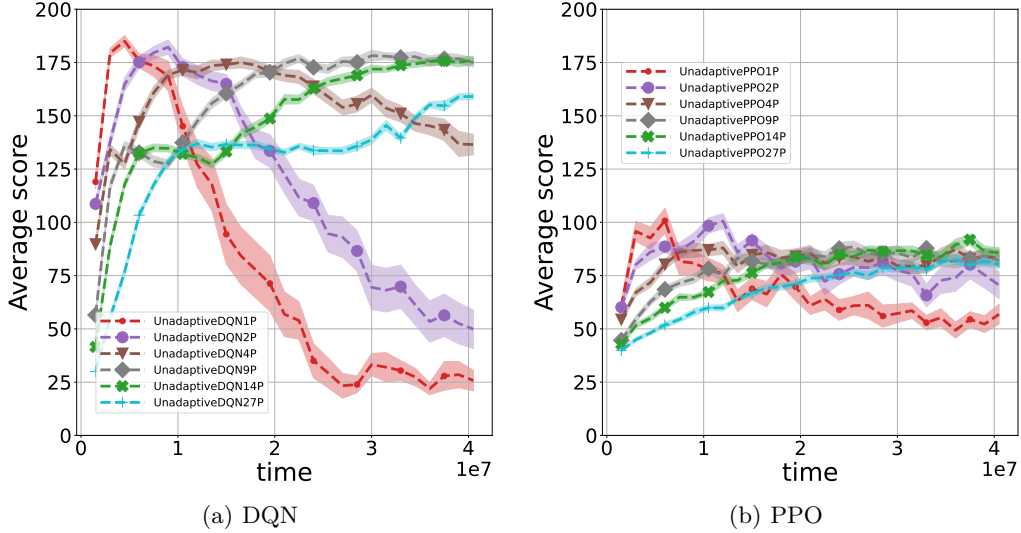 200
175
150
125
100
75
50
25
0
Average score
UnadaptiveDQN1P
UnadaptiveDQN2P
UnadaptiveDQN4P
UnadaptiveDQN9P
UnadaptiveDQN14P
UnadaptiveDQN27P
0 1 2 3 4
1e7
time
(a) DQN
200
175
150
125
100
75
50
25
0
Average score
UnadaptivePPO1P
UnadaptivePPO2P
UnadaptivePPO4P
UnadaptivePPO9P
UnadaptivePPO14P
UnadaptivePPO27P
0 1 2 3 4
1e7
time
(b) PPO